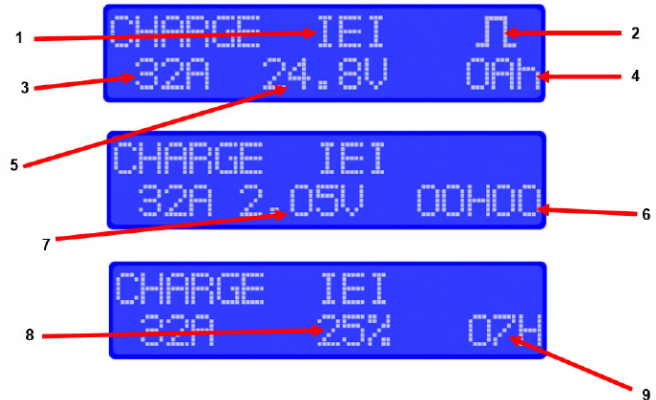 1 CHARGE IEI 2
3 32A 24.8V 0Ah 4
5
CHARGE IEI
32A 2.05V 00H00 6
7
CHARGE IEI
8 32A 25% 07H
9